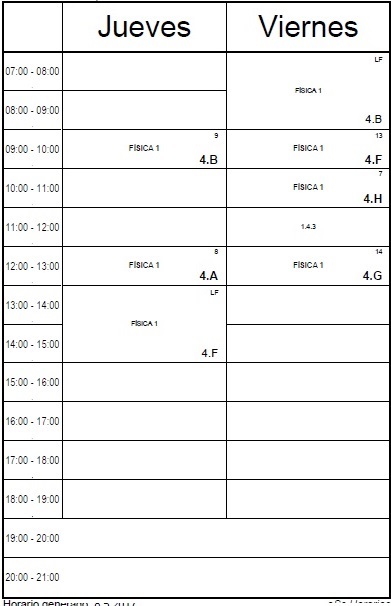 Jueves Viernes
07:00 - 08:00
LF
FÍSICA 1
4.B
08:00 - 09:00
09:00 - 10:00
9
FÍSICA 1
4.B
13
FÍSICA 1
4.F
10:00 - 11:00
7
FÍSICA 1
4.H
11:00 - 12:00
1.4.3
12:00 - 13:00
8
FÍSICA 1
4.A
14
FÍSICA 1
4.G
13:00 - 14:00
LF
FÍSICA 1
4.F
14:00 - 15:00
15:00 - 16:00
16:00 - 17:00
17:00 - 18:00
18:00 - 19:00
19:00 - 20:00
20:00 - 21:00
Horario generado